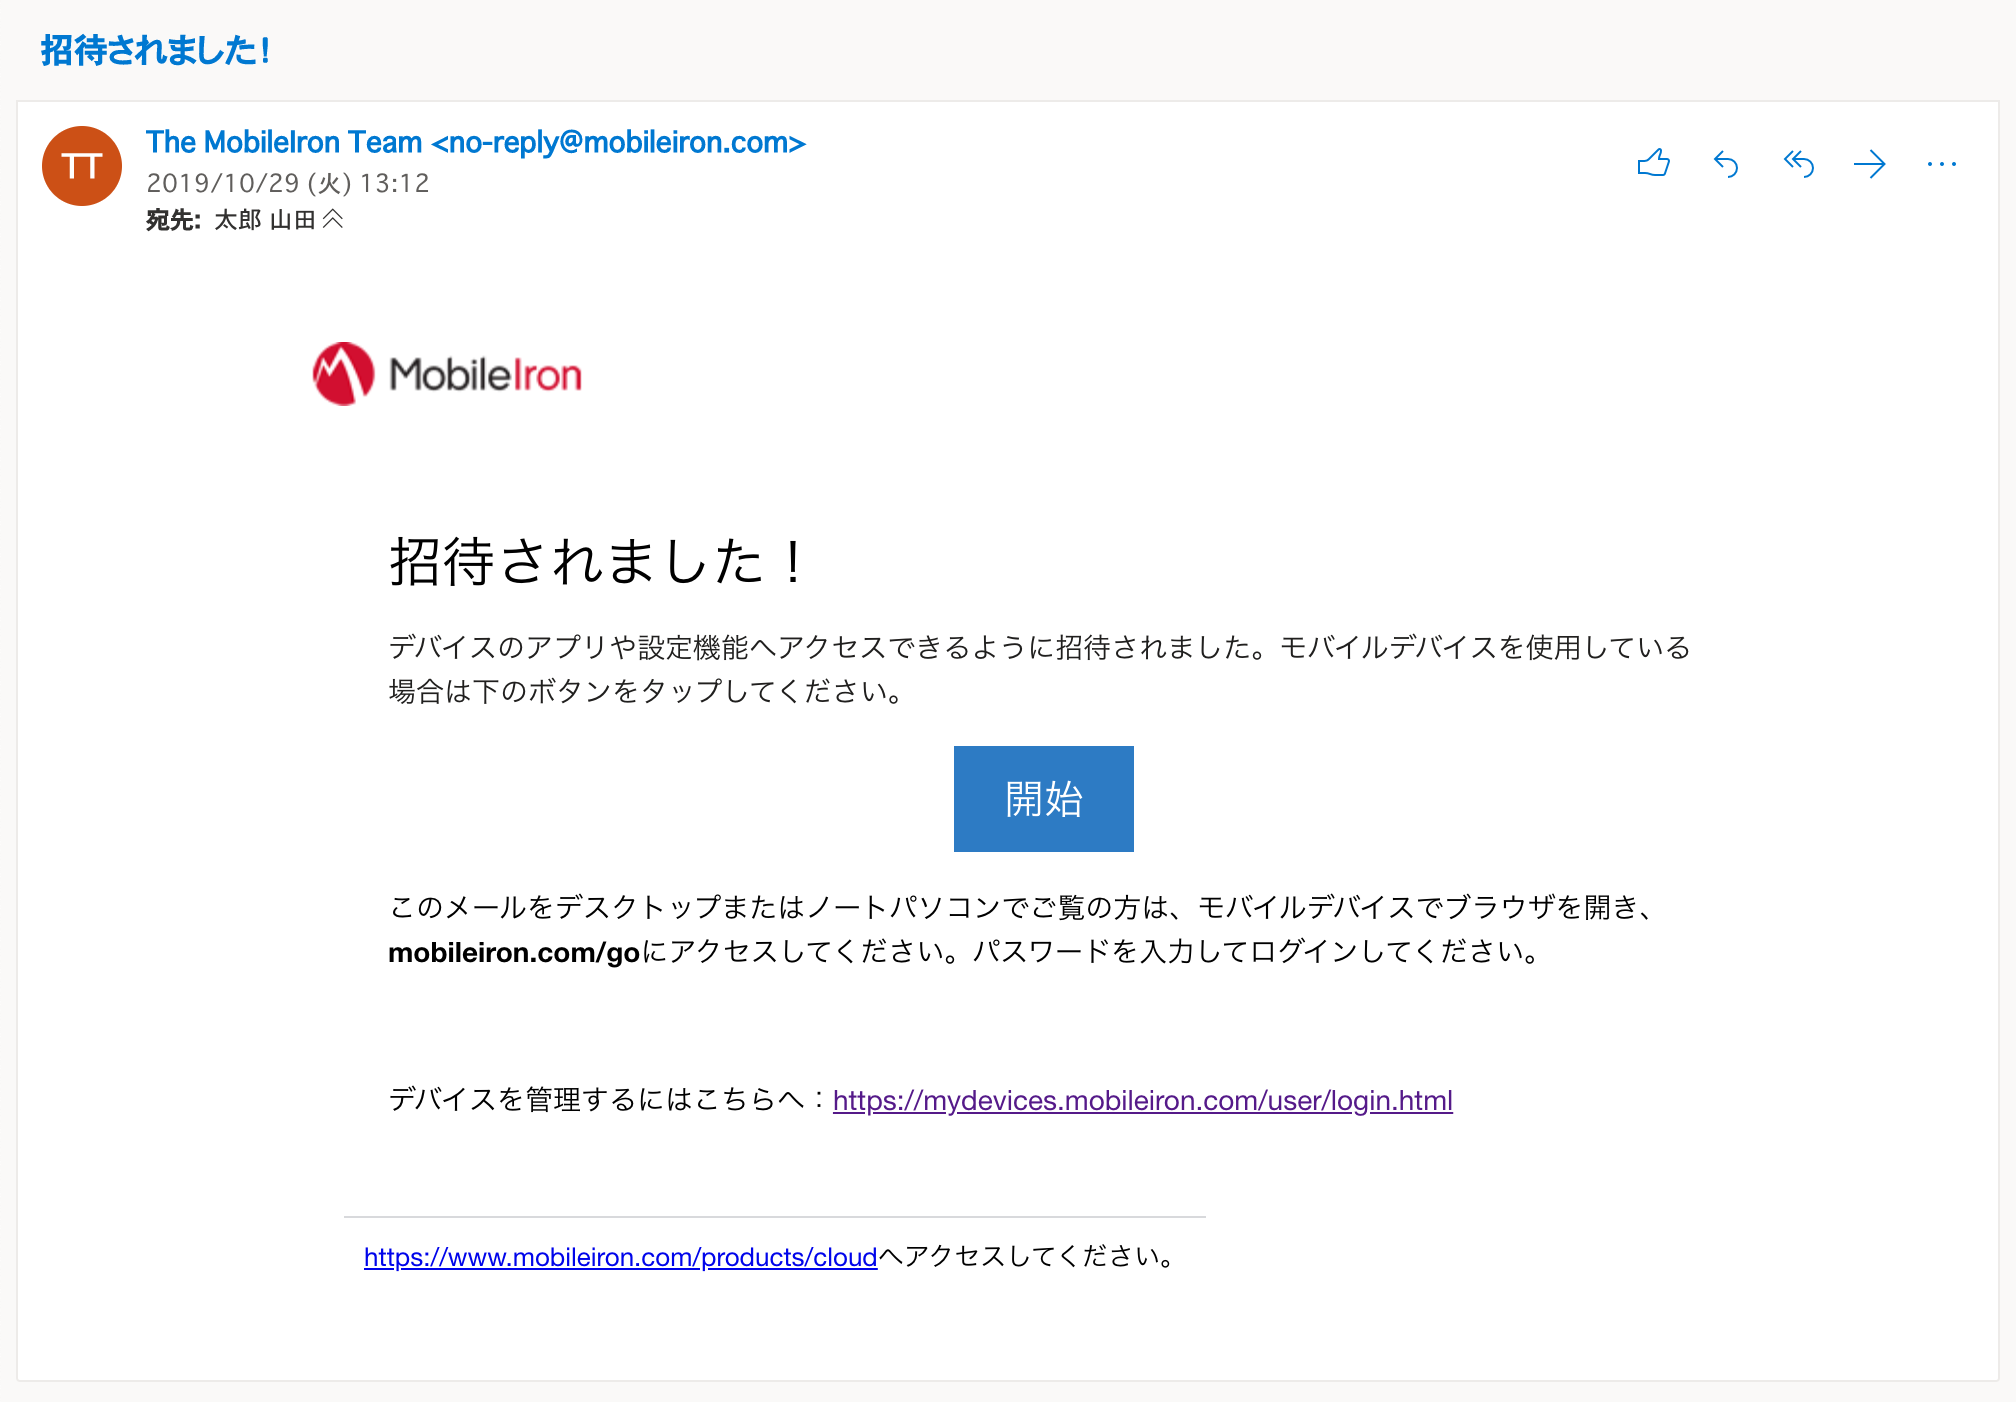 招待されました!
TT
The MobileIron Team <no-reply@mobileiron.com>
2019/10/29 (火) 13:12
宛先: 太郎 山田
MobileIron
招待されました！
デバイスのアプリや設定機能へアクセスできるように招待されました。モバイルデバイスを使用している
場合は下のボタンをタップしてください。
開始
このメールをデスクトップまたはノートパソコンでご覧の方は、モバイルデバイスでブラウザを開き、
mobileiron.com/goにアクセスしてください。パスワードを入力してログインしてください。
デバイスを管理するにはこちらへ：https://mydevices.mobileiron.com/user/login.html
https://www.mobileiron.com/products/cloudへアクセスしてください。